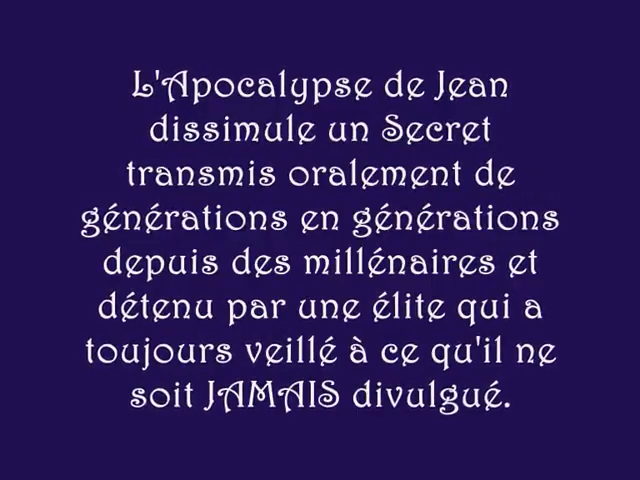 L'Apocalypse de Jean
dissimule un Secret
transmis oralement de
générations en générations
depuis des millénaires et
détenu par une élite qui a
toujours veillé à ce qu'il ne
soit JAMAIS divulgué.